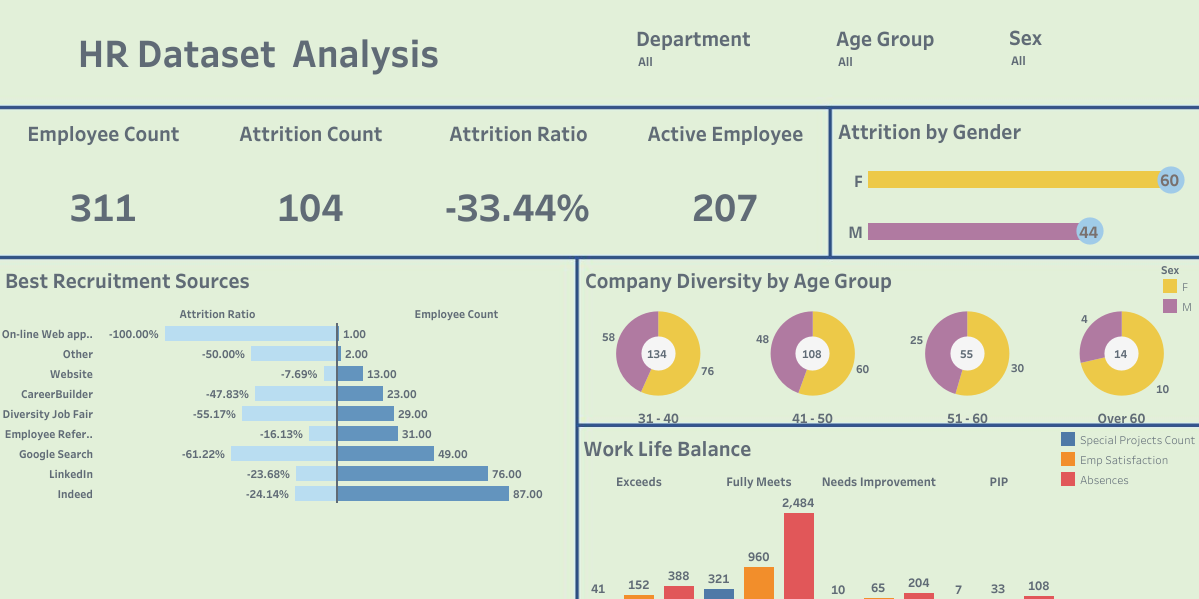 HR Dataset Analysis
Department
All
Age Group
All
Sex
All
Employee Count
Attrition Count
Attrition Ratio
Active Employee
311
104
-33.44%
207
Attrition by Gender
F
60
M
44
Best Recruitment Sources
Attrition Ratio
Employee Count
On-line Web app.. -100.00% 1.00
Other -50.00% 2.00
Website -7.69% 13.00
CareerBuilder -47.83% 23.00
Diversity Job Fair -55.17% 29.00
Employee Refer.. -16.13% 31.00
Google Search -61.22% 49.00
LinkedIn -23.68% 76.00
Indeed -24.14% 87.00
Company Diversity by Age Group
Sex
F
M
58 134 76
31 - 40
48 108 60
41 - 50
25 55 30
51 - 60
4 14 10
Over 60
Work Life Balance
Special Projects Count
Emp Satisfaction
Absences
Exceeds
Fully Meets
Needs Improvement
PIP
41 152 388
321 960 2,484
10 65 204
7 33 108